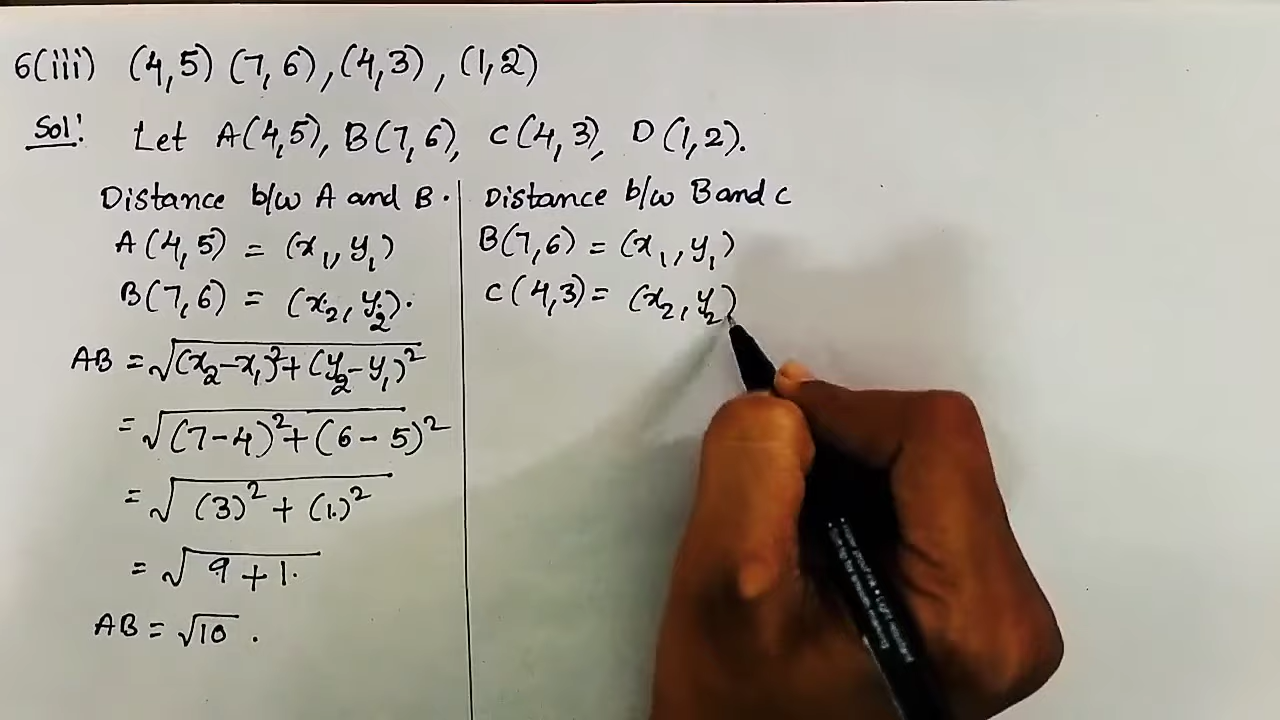 6(iii) (4,5) (7,6), (4,3), (1,2)
Sol: Let A(4,5), B(7,6), C(4,3), D(1,2).
Distance b/w A and B.
A(4,5) = (x₁, y₁)
B(7,6) = (x₂, y₂).
AB = √(x₂-x₁)²+(y₂-y₁)²
= √(7-4)²+(6-5)²
= √(3)²+(1)²
= √9+1.
AB = √10.
Distance b/w B and C
B(7,6) = (x₁, y₁)
C(4,3) = (x₂, y₂)